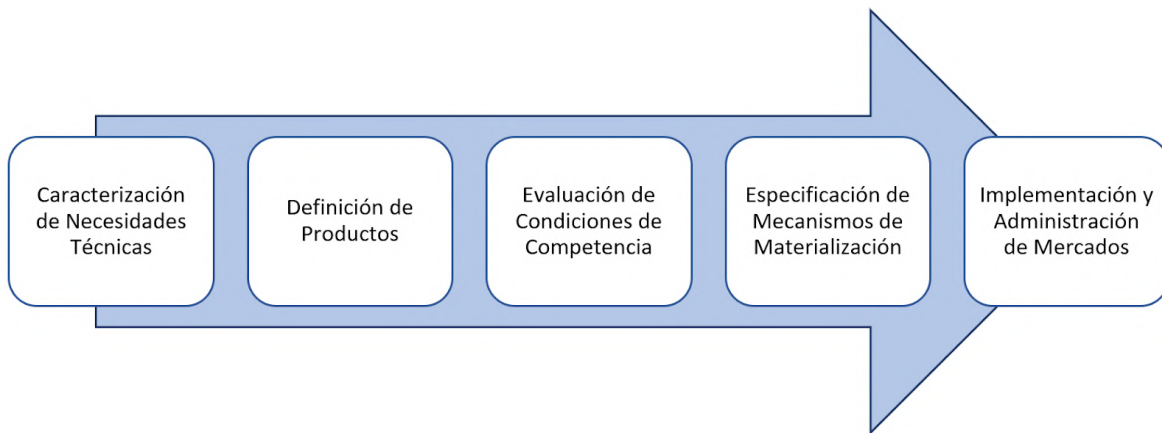 Caracterización
de Necesidades
Técnicas
Definición de
Productos
Evaluación de
Condiciones de
Competencia
Especificación de
Mecanismos de
Materialización
Implementación y
Administración
de Mercados